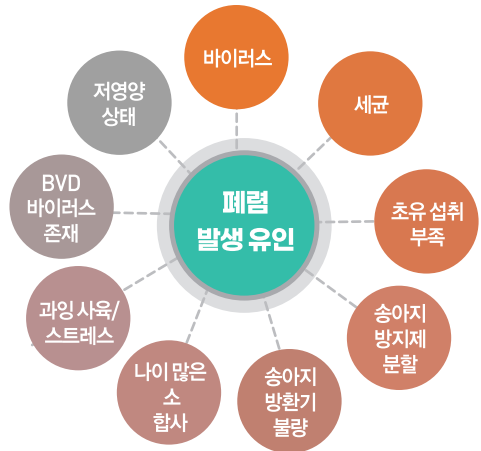 폐렴
발생 유인
바이러스
세균
초유 섭취
부족
송아지
방지제
분할
송아지
방환기
불량
나이 많은
소
합사
과잉 사육/
스트레스
BVD
바이러스
존재
저영양
상태